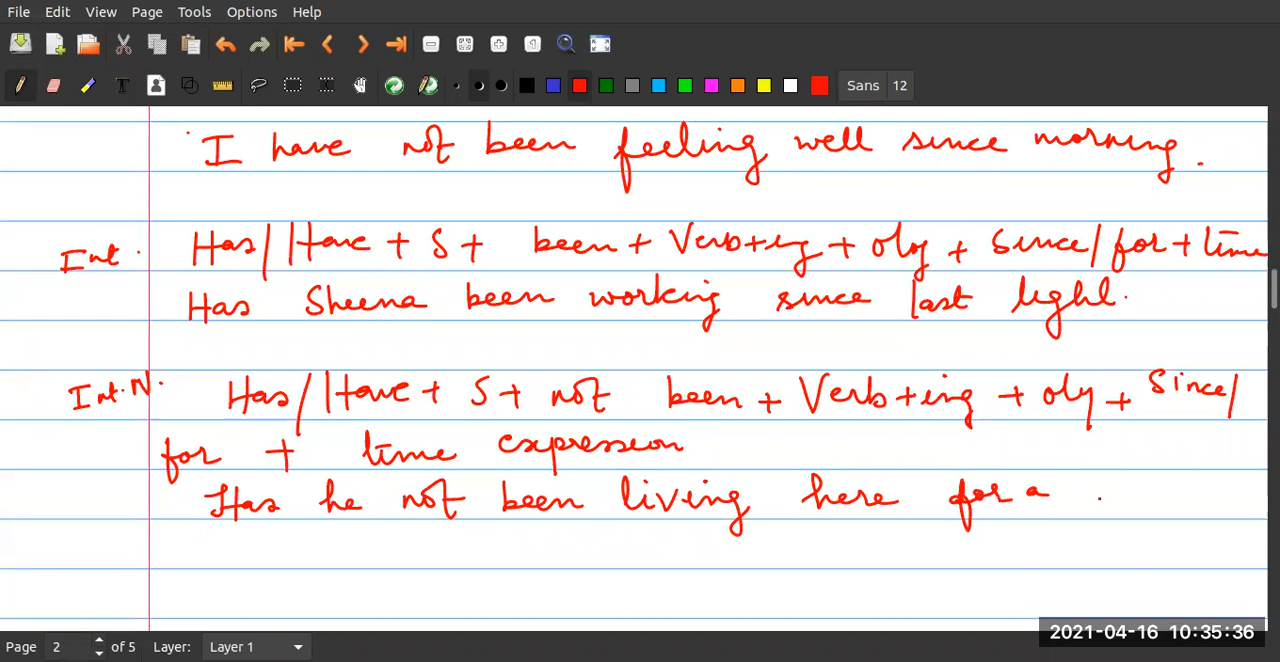 File Edit View Page Tools Options Help
Sans 12
I have not been feeling well since morning.
Int. Has/Have + S + been + Verb+ing + obj + Since/for + time
Has Sheena been working since last
Int. N. Has/Have + S + not been + Verb+ing + obj + Since/
for + time expression
Has he not been living here for a .
2021-04-16 10:35:36
Page 2 of 5 Layer: Layer 1